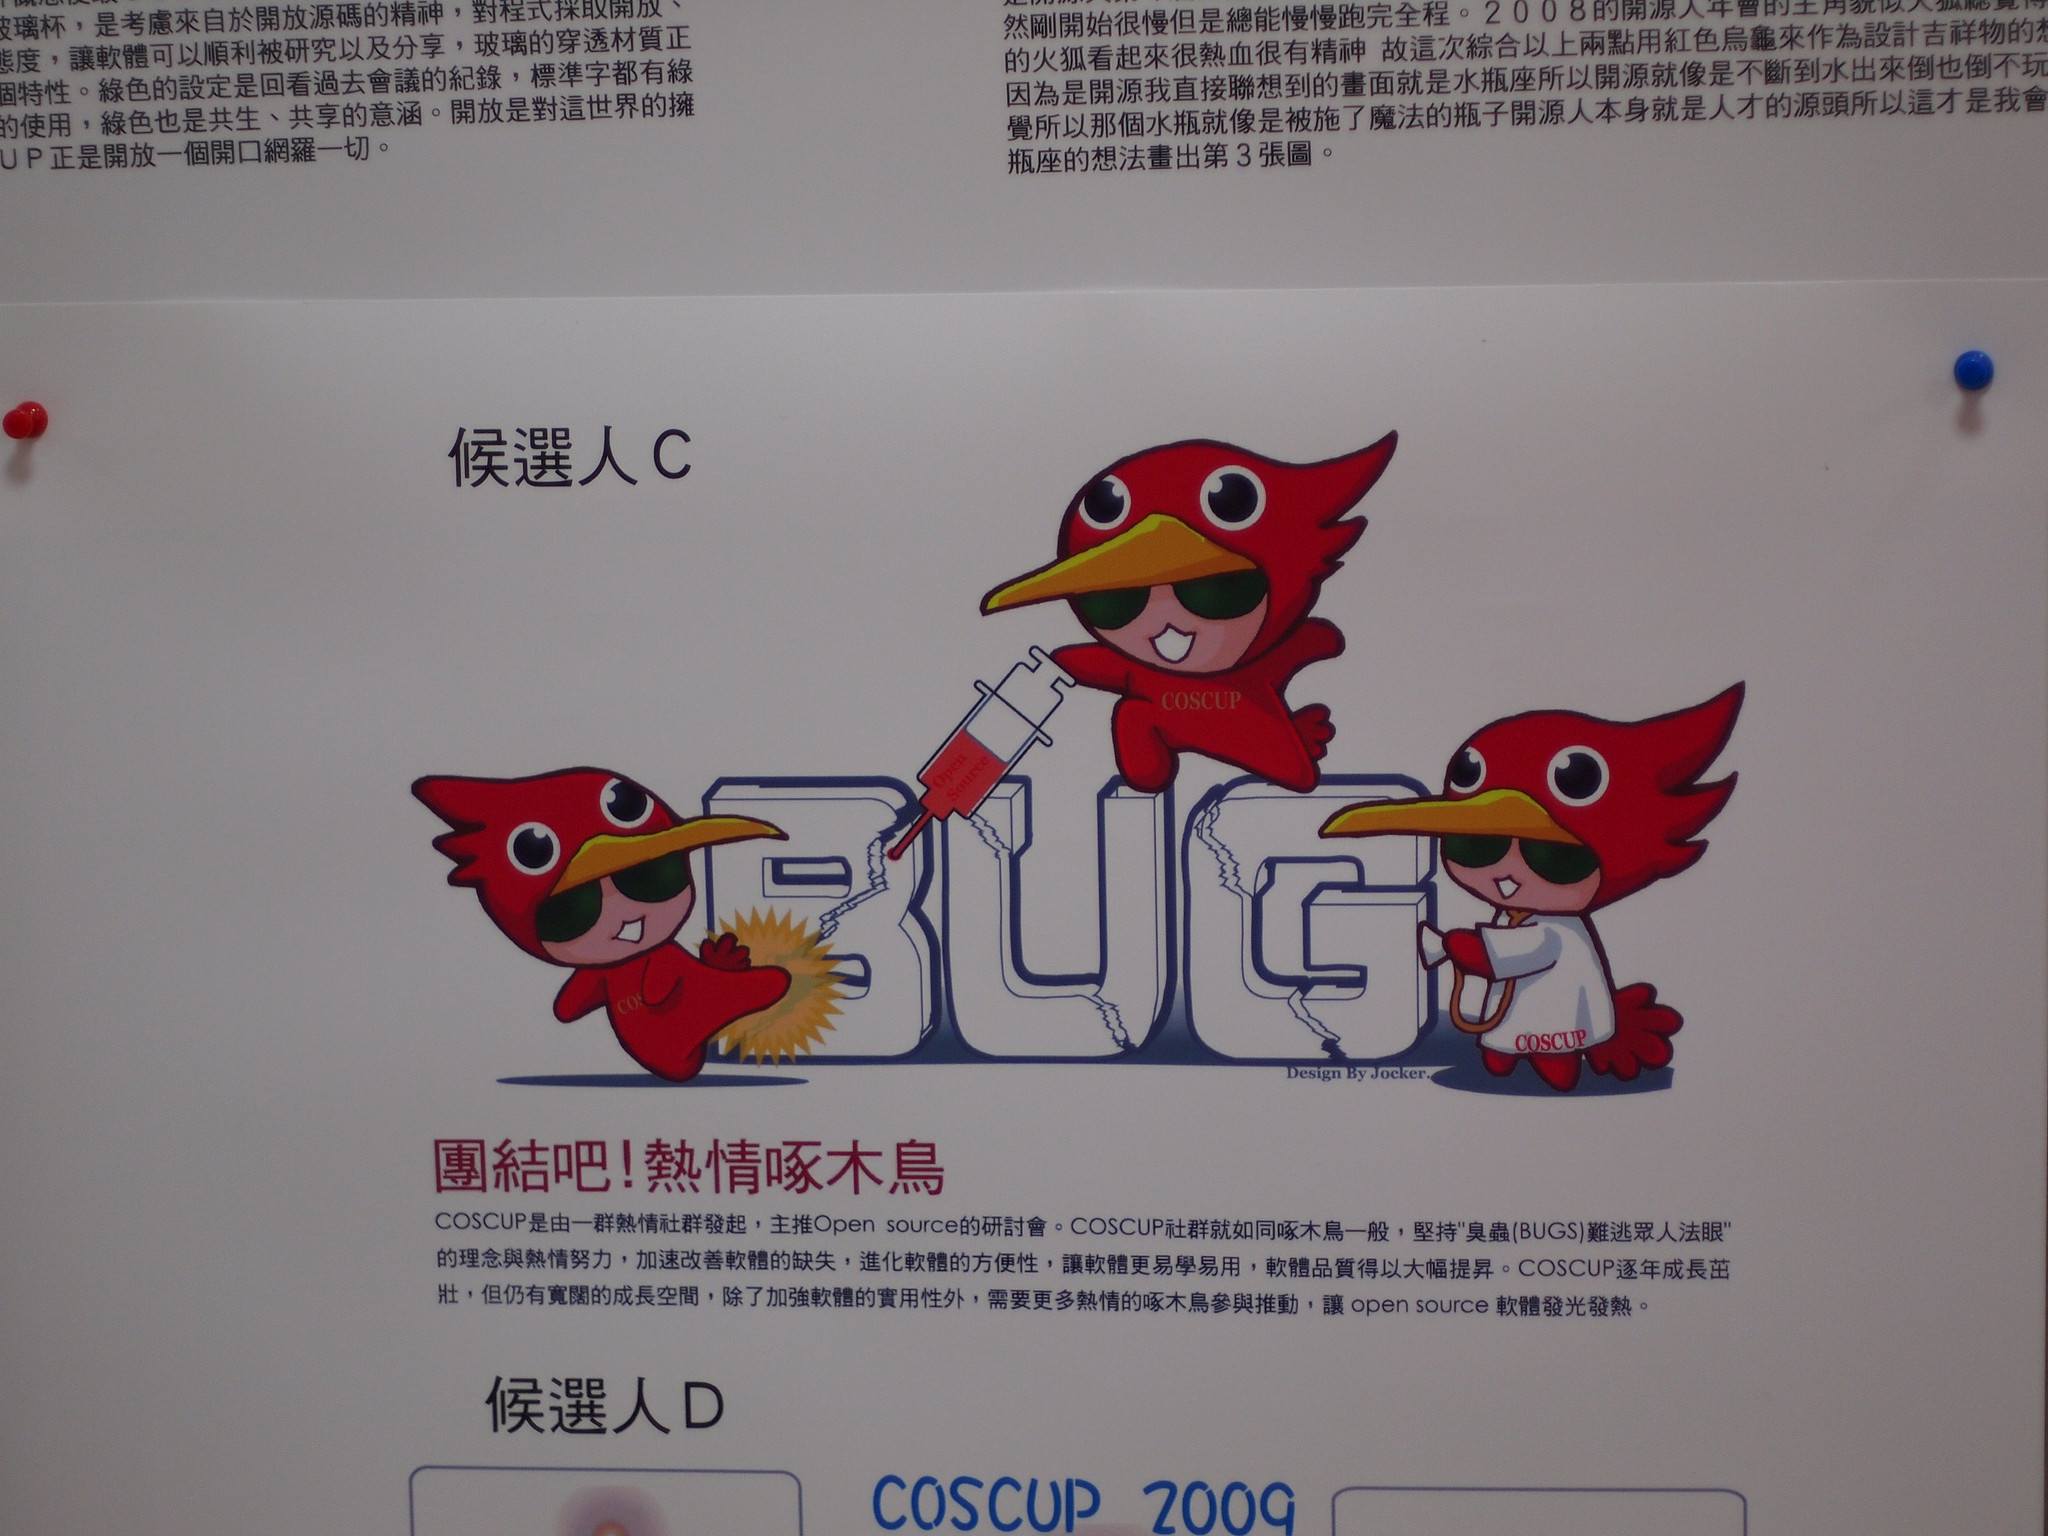 玻璃杯，是考慮來自於開放源碼的精神，對程式採取開放、
態度，讓軟體可以順利被研究以及分享，玻璃的穿透材質正
個特性。綠色的設定是回看過去會議的紀錄，標準字都有綠
的使用，綠色也是共生、共享的意涵。開放是對這世界的擁
ＵＰ正是開放一個開口網羅一切。
然剛開始很慢但是總能慢慢跑完全程。２００８的開源人年會的主角貌似火狐總覺得
的火狐看起來很熱血很有精神 故這次綜合以上兩點用紅色烏龜來作為設計吉祥物的想
因為是開源我直接聯想到的畫面就是水瓶座所以開源就像是不斷到水出來倒也倒不玩
覺所以那個水瓶就像是被施了魔法的瓶子開源人本身就是人才的源頭所以這才是我會
瓶座的想法畫出第３張圖。
候選人C
COSCUP
Open
Source
BUG
COS
COSCUP
Design By Jocker.
團結吧!熱情啄木鳥
COSCUP是由一群熱情社群發起，主推Open source的研討會。COSCUP社群就如同啄木鳥一般，堅持"臭蟲(BUGS)難逃眾人法眼"
的理念與熱情努力，加速改善軟體的缺失，進化軟體的方便性，讓軟體更易學易用，軟體品質得以大幅提昇。COSCUP逐年成長茁
壯，但仍有寬闊的成長空間，除了加強軟體的實用性外，需要更多熱情的啄木鳥參與推動，讓 open source 軟體發光發熱。
候選人D
COSCUP 2009